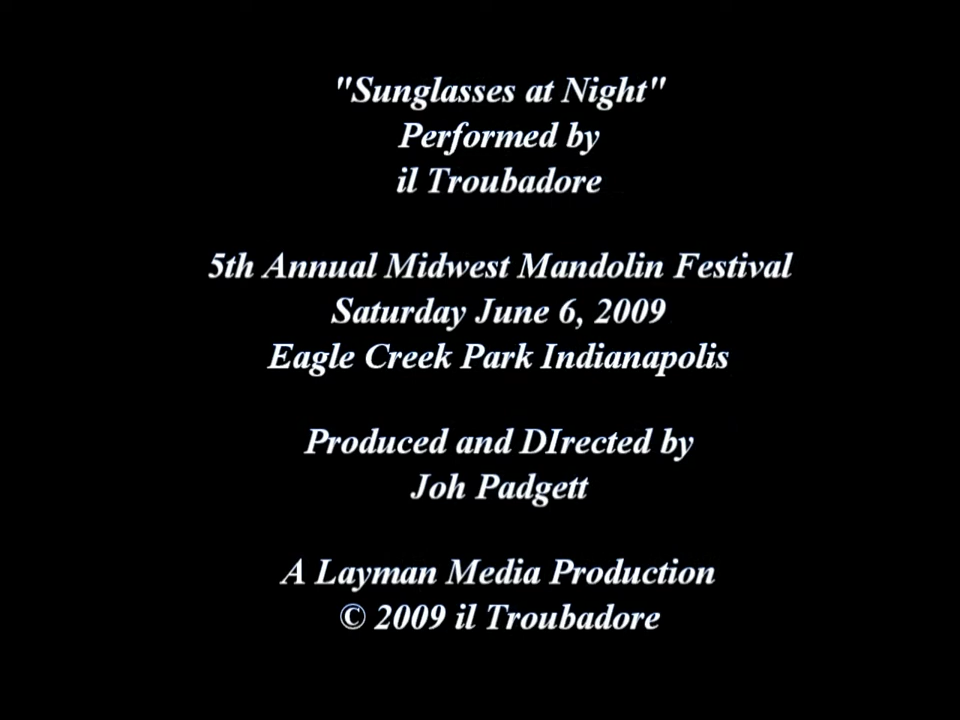 "Sunglasses at Night"
Performed by
il Troubadore
5th Annual Midwest Mandolin Festival
Saturday June 6, 2009
Eagle Creek Park Indianapolis
Produced and DIrected by
Joh Padgett
A Layman Media Production
© 2009 il Troubadore